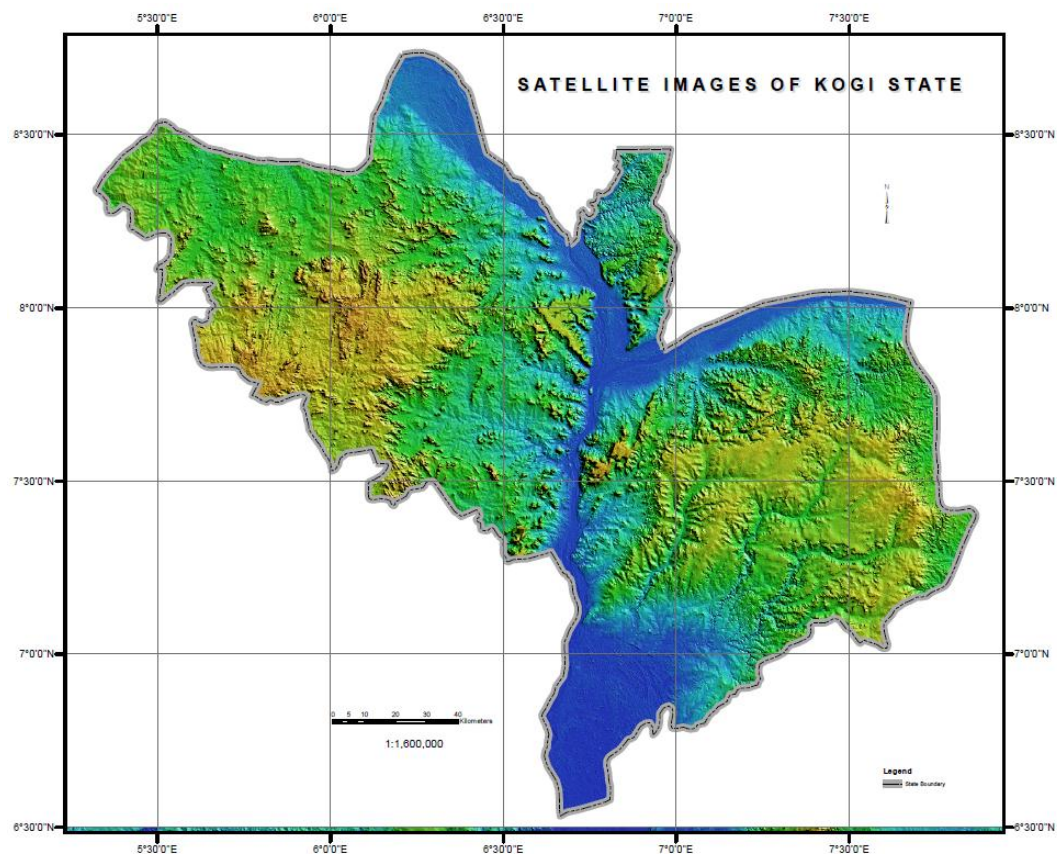 5°30'0"E 6°0'0"E 6°30'0"E 7°0'0"E 7°30'0"E
SATELLITE IMAGES OF KOGI STATE
8°30'0"N 8°30'0"N
N
8°0'0"N 8°0'0"N
7°30'0"N 7°30'0"N
7°0'0"N 7°0'0"N
0 5 10 20 30 40
Kilometers
1:1,600,000
Legend
State Boundary
6°30'0"N 6°30'0"N
5°30'0"E 6°0'0"E 6°30'0"E 7°0'0"E 7°30'0"E